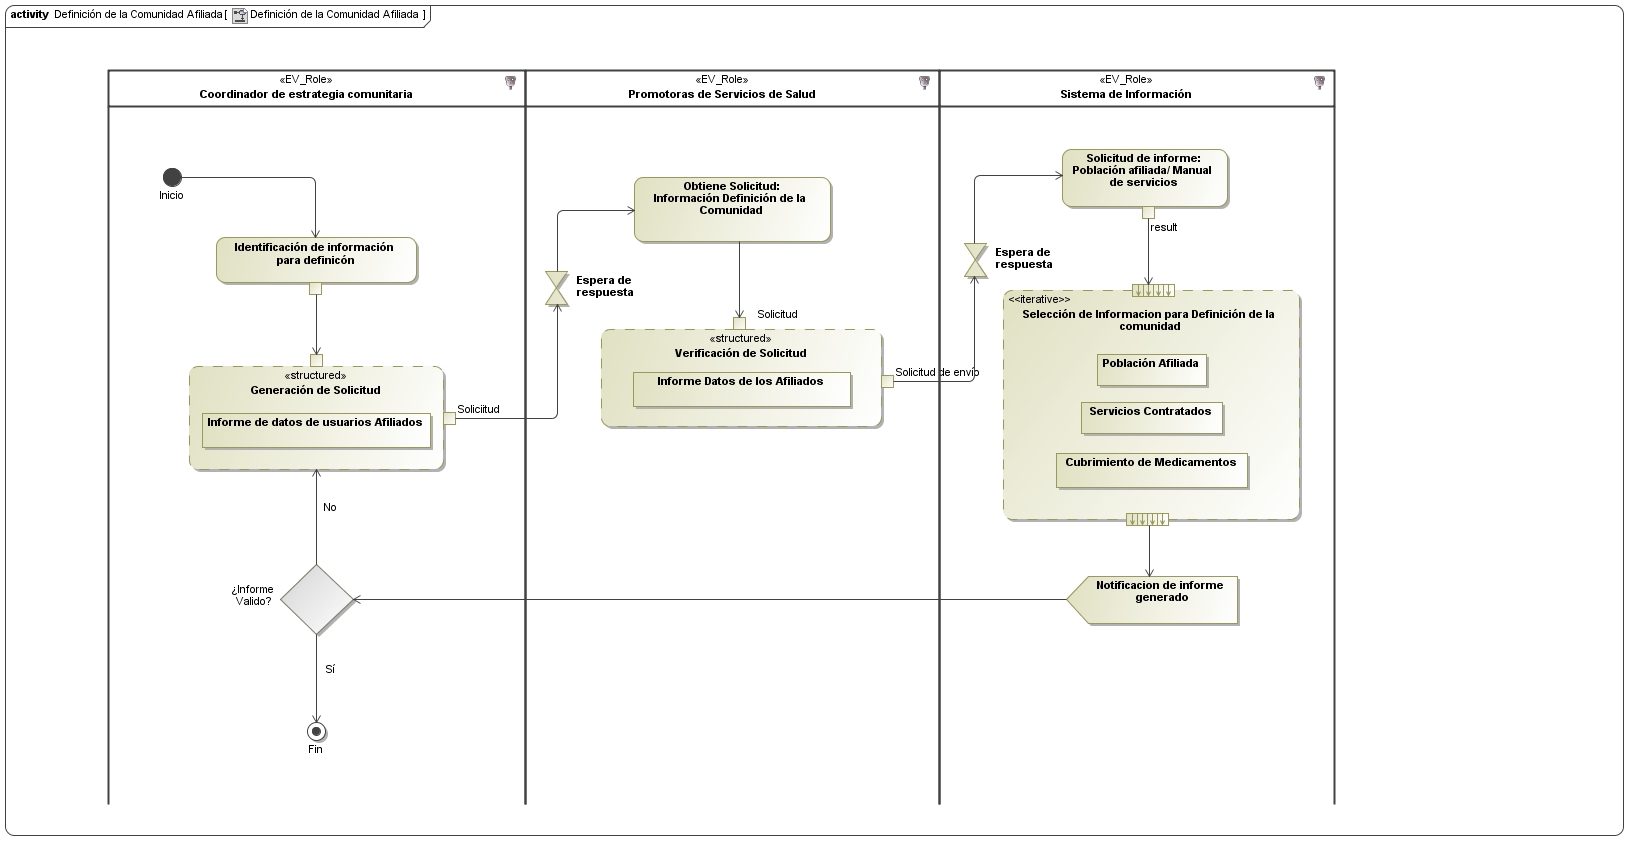 activity Definición de la Comunidad Afiliada[ Definición de la Comunidad Afiliada ]
«EV_Role»
Coordinador de estrategia comunitaria
«EV_Role»
Promotoras de Servicios de Salud
«EV_Role»
Sistema de Información
Inicio
Identificación de información
para definicón
«structured»
Generación de Solicitud
Informe de datos de usuarios Afiliados
Soliciitud
No
¿Informe
Valido?
Sí
Fin
Espera de
respuesta
Obtiene Solicitud:
Información Definición de la
Comunidad
Solicitud
«structured»
Verificación de Solicitud
Informe Datos de los Afiliados
Solicitud de envío
Espera de
respuesta
Solicitud de informe:
Población afiliada/ Manual
de servicios
result
<<iterative>>
Selección de Informacion para Definición de la
comunidad
Población Afiliada
Servicios Contratados
Cubrimiento de Medicamentos
Notificacion de informe
generado